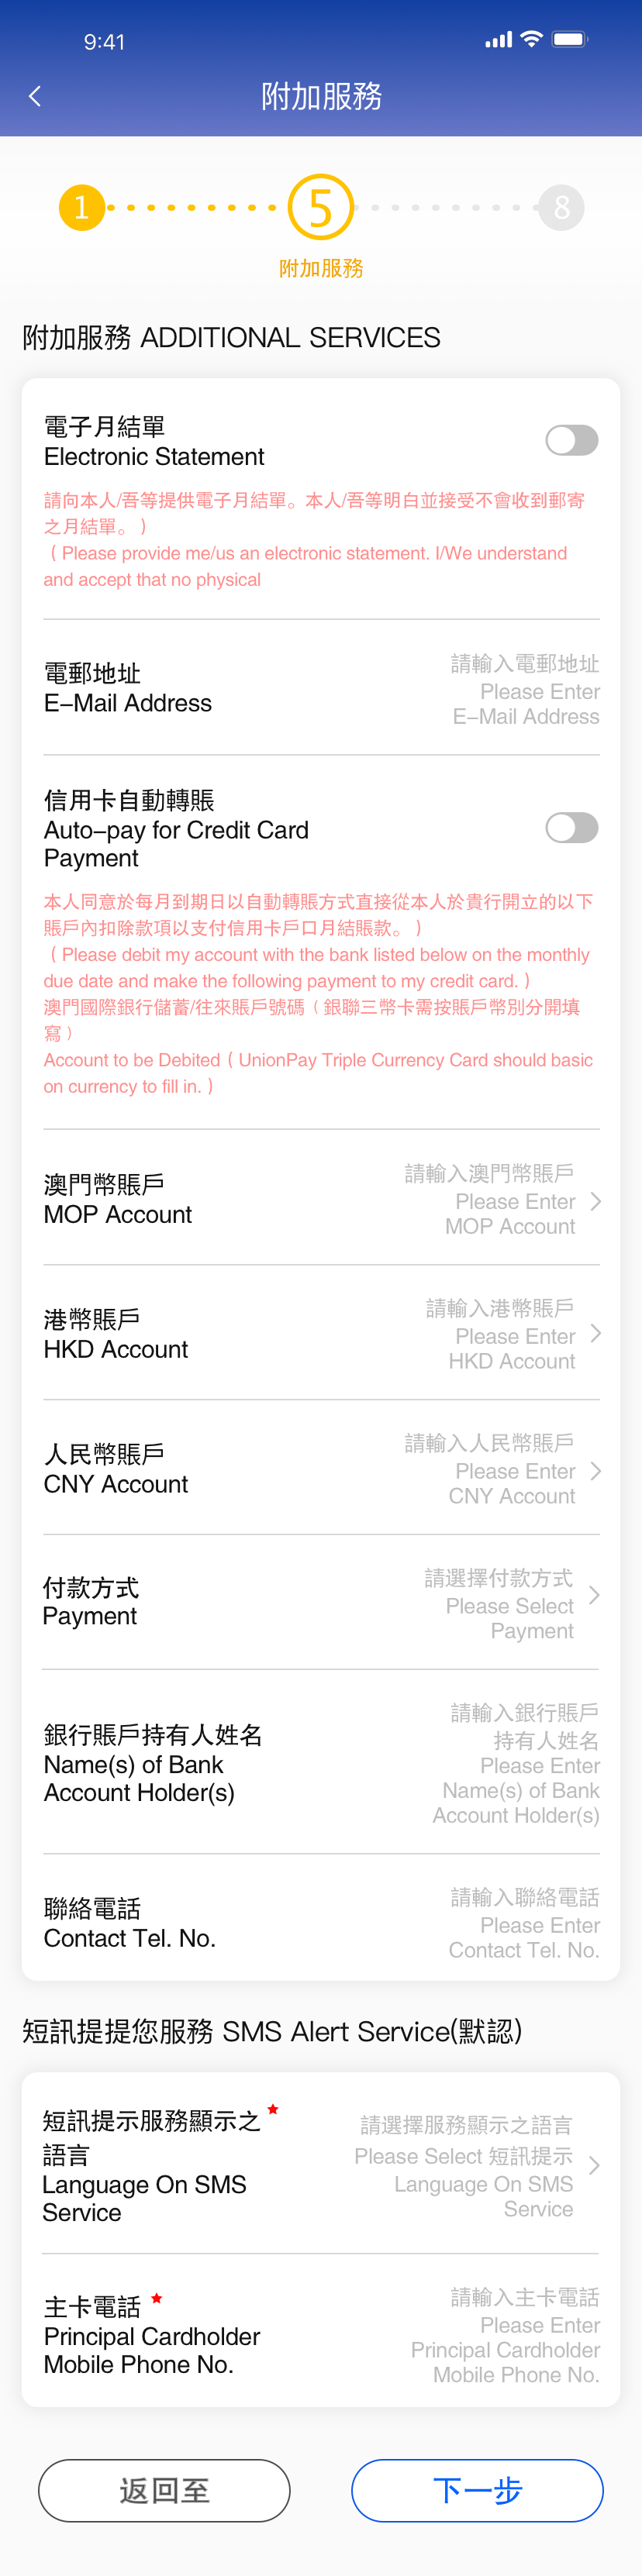 9:41
附加服務
1
5
8
附加服務
附加服務 ADDITIONAL SERVICES
電子月結單
Electronic Statement
請向本人/吾等提供電子月結單。本人/吾等明白並接受不會收到郵寄
之月結單。）
（Please provide me/us an electronic statement. I/We understand
and accept that no physical
電郵地址
E–Mail Address
請輸入電郵地址
Please Enter
E–Mail Address
信用卡自動轉賬
Auto–pay for Credit Card
Payment
本人同意於每月到期日以自動轉賬方式直接從本人於貴行開立的以下
賬戶內扣除款項以支付信用卡戶口月結賬款。）
（Please debit my account with the bank listed below on the monthly
due date and make the following payment to my credit card.）
澳門國際銀行儲蓄/往來賬戶號碼（銀聯三幣卡需按賬戶幣別分開填
寫）
Account to be Debited（UnionPay Triple Currency Card should basic
on currency to fill in.）
澳門幣賬戶
MOP Account
請輸入澳門幣賬戶
Please Enter
MOP Account
港幣賬戶
HKD Account
請輸入港幣賬戶
Please Enter
HKD Account
人民幣賬戶
CNY Account
請輸入人民幣賬戶
Please Enter
CNY Account
付款方式
Payment
請選擇付款方式
Please Select
Payment
銀行賬戶持有人姓名
Name(s) of Bank
Account Holder(s)
請輸入銀行賬戶
持有人姓名
Please Enter
Name(s) of Bank
Account Holder(s)
聯絡電話
Contact Tel. No.
請輸入聯絡電話
Please Enter
Contact Tel. No.
短訊提提您服務 SMS Alert Service(默認)
短訊提示服務顯示之
語言
Language On SMS
Service
請選擇服務顯示之語言
Please Select 短訊提示
Language On SMS
Service
主卡電話
Principal Cardholder
Mobile Phone No.
請輸入主卡電話
Please Enter
Principal Cardholder
Mobile Phone No.
返回至
下一步